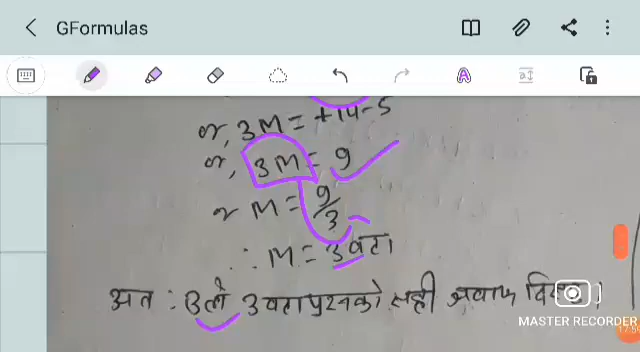 GFormulas
or, 3M = +14-5
or, 3M = 9
or M = 9/3
∴ M = 3 वटा
अत : उले 3 वटा प्रश्नको सही जवाफ
MASTER RECORDER